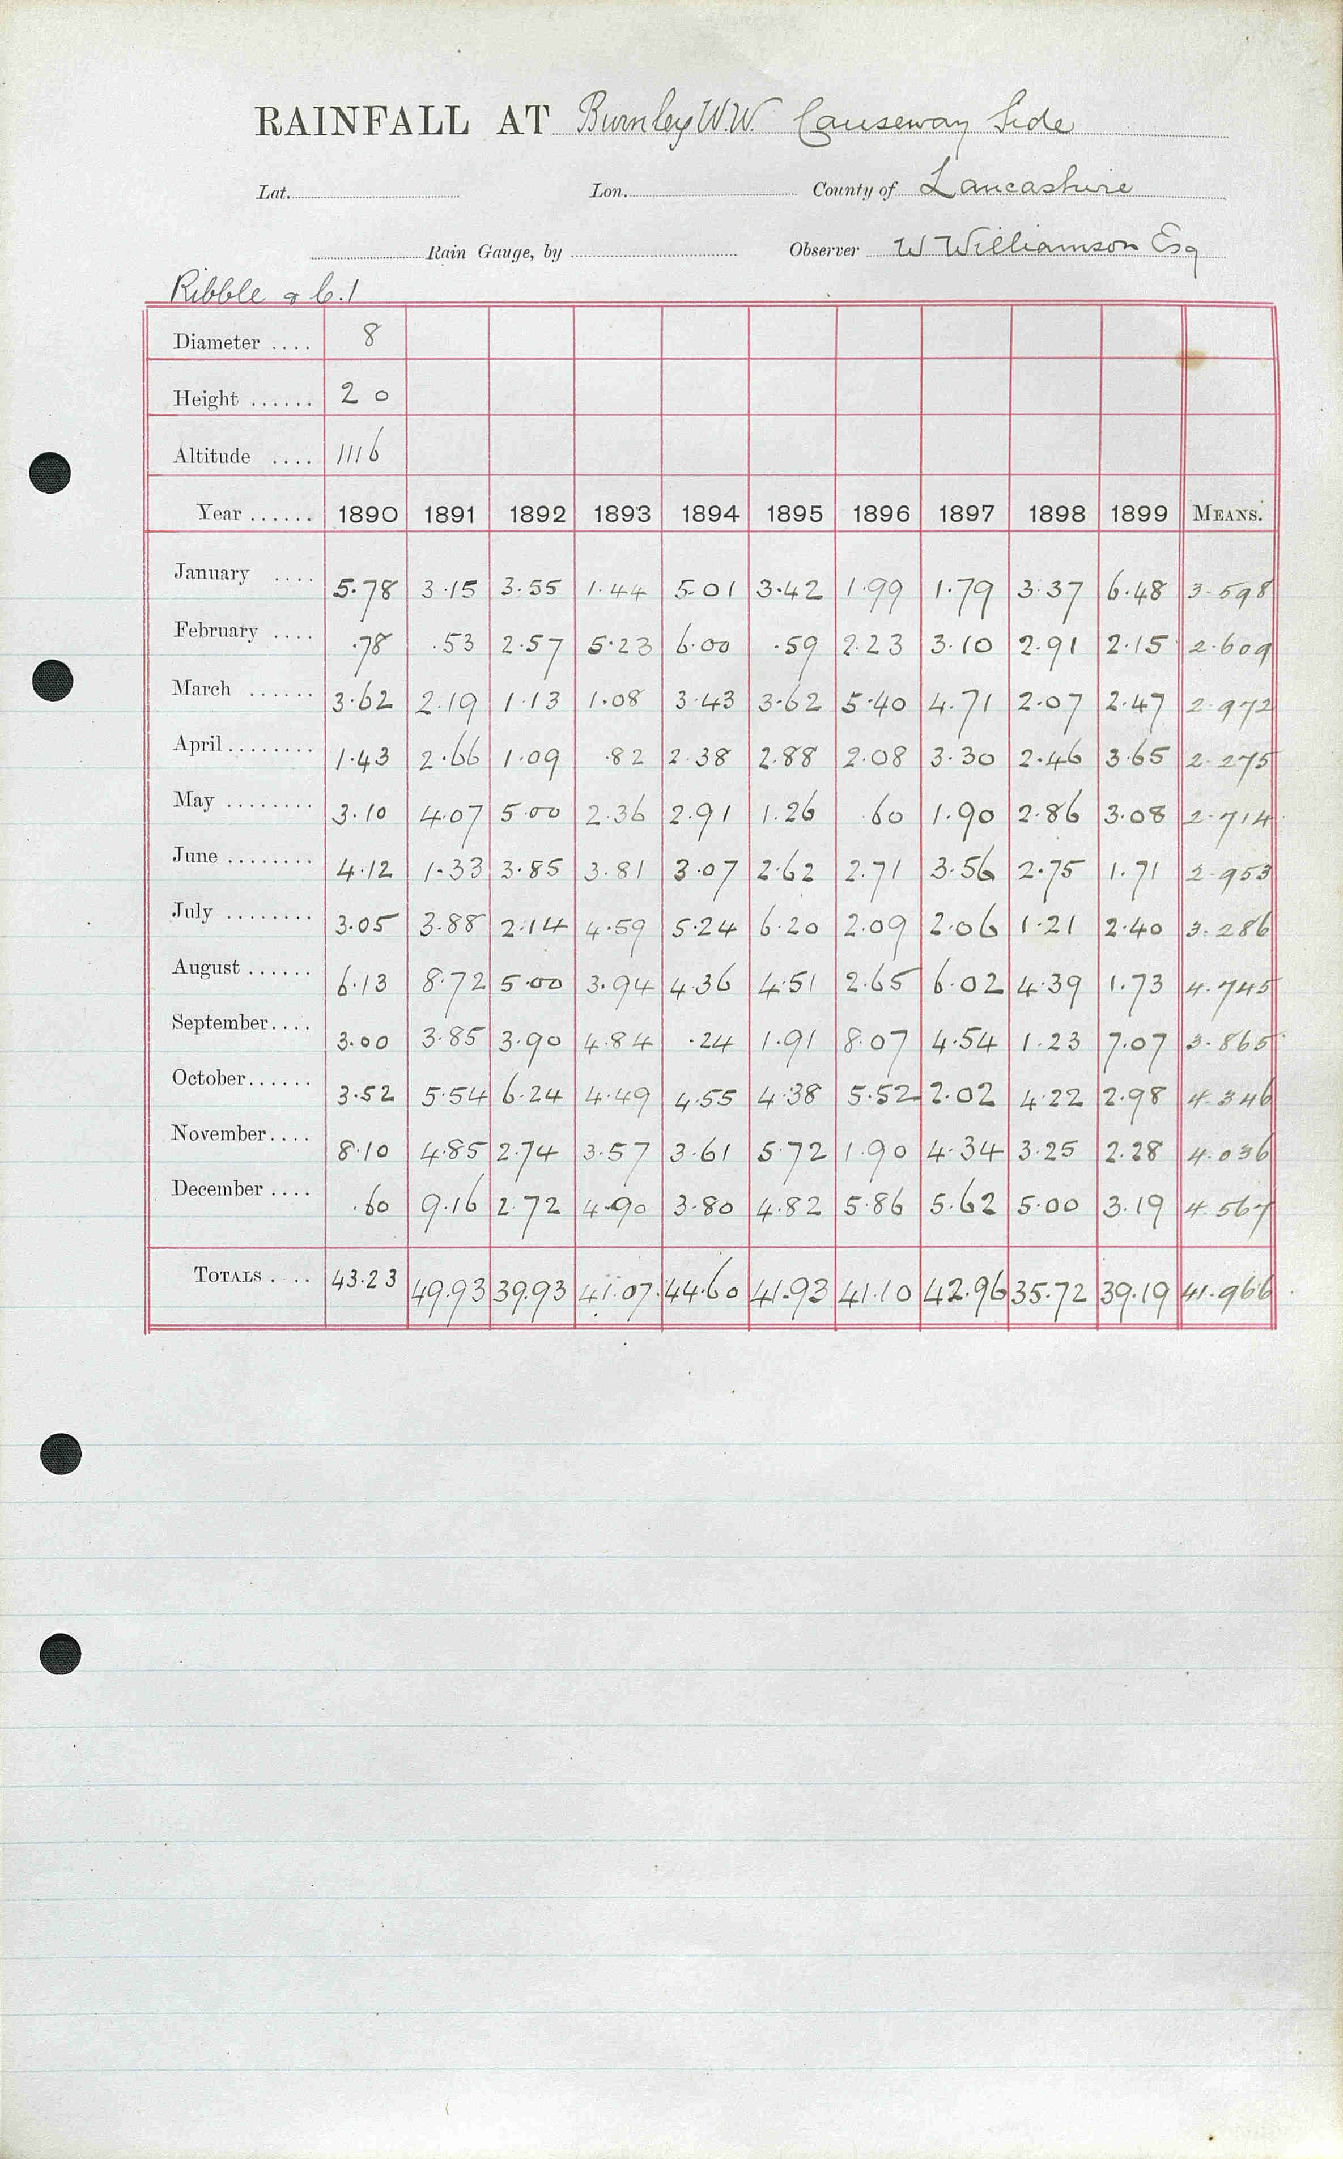 RAINFALL AT Burnley W.W. Causeway Side
Lat. Lon. County of Lancashire
Rain Gauge, by Observer W Williamson Esq
Ribble & C.1
Diameter .... 8
Height ...... 2 0
Altitude .... 1116
Year ...... 1890 1891 1892 1893 1894 1895 1896 1897 1898 1899 MEANS.
January .... 5.78 3.15 3.55 1.44 5.01 3.42 1.99 1.79 3.37 6.48 3.598
February .... .78 .53 2.57 5.23 6.00 .59 2.23 3.10 2.91 2.15 2.609
March ...... 3.62 2.19 1.13 1.08 3.43 3.62 5.40 4.71 2.07 2.47 2.972
April ........ 1.43 2.66 1.09 .82 2.38 2.88 2.08 3.30 2.46 3.65 2.275
May ........ 3.10 4.07 5.00 2.36 2.91 1.26 .60 1.90 2.86 3.08 2.714
June ........ 4.12 1.33 3.85 3.81 3.07 2.62 2.71 3.56 2.75 1.71 2.953
July ........ 3.05 3.88 2.14 4.59 5.24 6.20 2.09 2.06 1.21 2.40 3.286
August ...... 6.13 8.72 5.00 3.94 4.36 4.51 2.65 6.02 4.39 1.73 4.745
September.... 3.00 3.85 3.90 4.84 .24 1.91 8.07 4.54 1.23 7.07 3.865
October...... 3.52 5.54 6.24 4.49 4.55 4.38 5.52 2.02 4.22 2.98 4.346
November.... 8.10 4.85 2.74 3.57 3.61 5.72 1.90 4.34 3.25 2.28 4.036
December .... .60 9.16 2.72 4.90 3.80 4.82 5.86 5.62 5.00 3.19 4.567
TOTALS .... 43.23 49.93 39.93 41.07 44.60 41.93 41.10 42.96 35.72 39.19 41.966